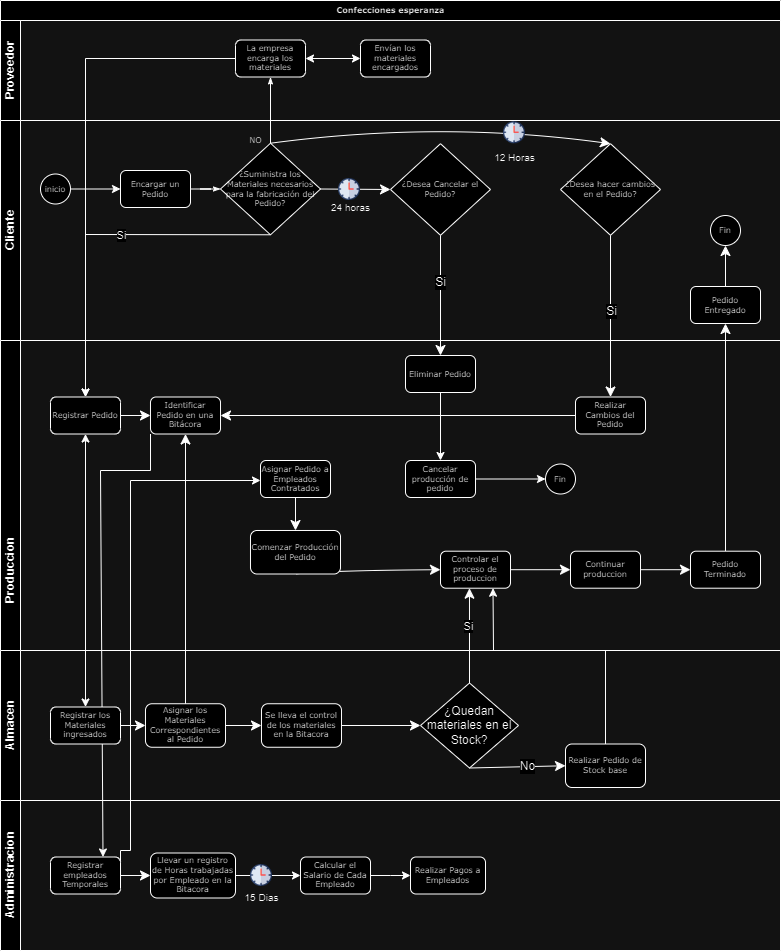 Confecciones esperanza
Proveedor
La empresa
encarga los
materiales
Envían los
materiales
encargados
Cliente
inicio
Encargar un
Pedido
NO
¿Suministra los
Materiales necesarios
para la fabricación del
Pedido?
Si
24 horas
¿Desea Cancelar el
Pedido?
Si
12 Horas
¿Desea hacer cambios
en el Pedido?
Si
Fin
Pedido
Entregado
Produccion
Registrar Pedido
Identificar
Pedido en una
Bitácora
Eliminar Pedido
Realizar
Cambios del
Pedido
Asignar Pedido a
Empleados
Contratados
Cancelar
producción de
pedido
Fin
Comenzar Producción
del Pedido
Controlar el
proceso de
produccion
Continuar
produccion
Pedido
Terminado
Si
Almacen
Registrar los
Materiales
ingresados
Asignar los
Materiales
Correspondientes
al Pedido
Se lleva el control
de los materiales
en la Bitacora
¿Quedan
materiales en el
Stock?
No
Realizar Pedido de
Stock base
Administracion
Registrar
empleados
Temporales
Llevar un registro
de Horas trabajadas
por Empleado en la
Bitacora
15 Dias
Calcular el
Salario de Cada
Empleado
Realizar Pagos a
Empleados